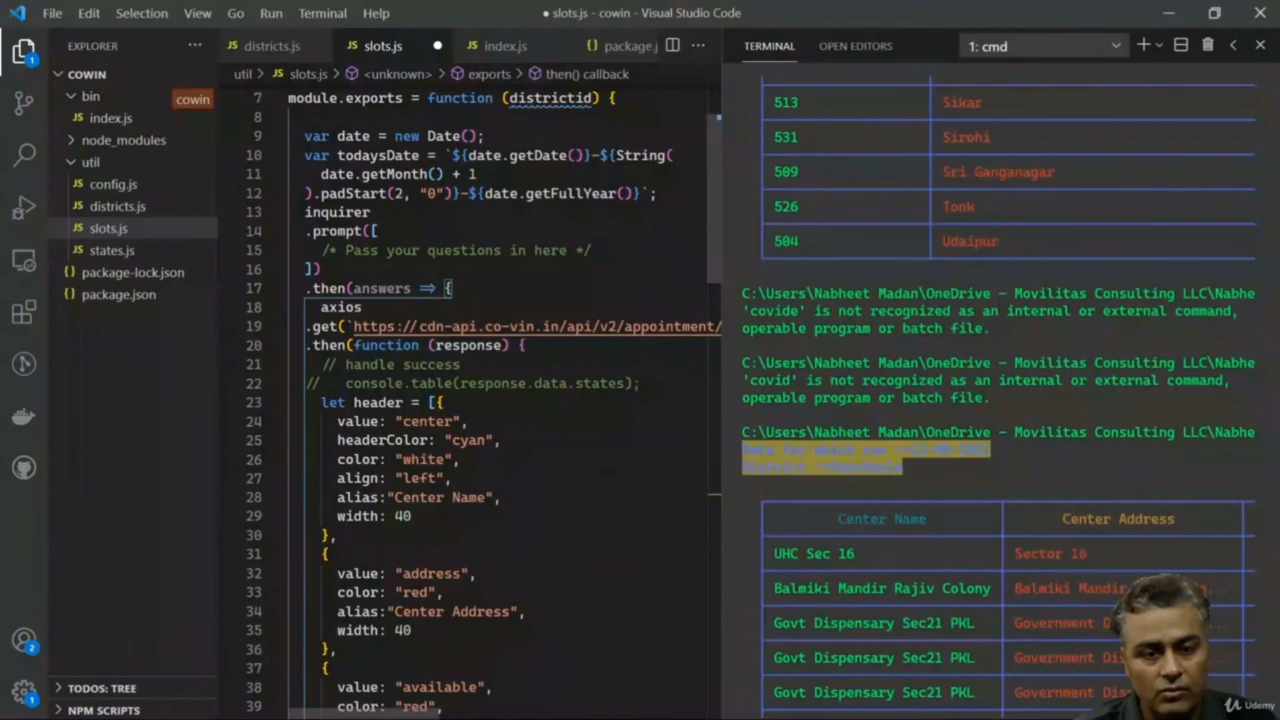 File Edit Selection View Go Run Terminal Help
● slots.js - cowin - Visual Studio Code
EXPLORER
COWIN
bin
cowin
index.js
node_modules
util
config.js
districts.js
slots.js
states.js
package-lock.json
package.json
TODOS: TREE
NPM SCRIPTS
1
2
1
JS districts.js JS slots.js ● JS index.js {} package.j
util > JS slots.js > <unknown> > exports > then() callback
7 module.exports = function (districtid) {
8
9 var date = new Date();
10 var todaysDate = `${date.getDate()}-${String(
11 date.getMonth() + 1
12 ).padStart(2, "0")}-${date.getFullYear()}`;
13 inquirer
14 .prompt([
15 /* Pass your questions in here */
16 ])
17 .then(answers => {
18 axios
19 .get(`https://cdn-api.co-vin.in/api/v2/appointment/
20 .then(function (response) {
21 // handle success
22 // console.table(response.data.states);
23 let header = [{
24 value: "center",
25 headerColor: "cyan",
26 color: "white",
27 align: "left",
28 alias:"Center Name",
29 width: 40
30 },
31 {
32 value: "address",
33 color: "red",
34 alias:"Center Address",
35 width: 40
36 },
37 {
38 value: "available",
39 color: "red",
TERMINAL OPEN EDITORS 1: cmd
513 Sikar
531 Sirohi
509 Sri Ganganagar
526 Tonk
504 Udaipur
C:\Users\Nabheet Madan\OneDrive - Movilitas Consulting LLC\Nabhe
'covide' is not recognized as an internal or external command,
operable program or batch file.
C:\Users\Nabheet Madan\OneDrive - Movilitas Consulting LLC\Nabhe
'covid' is not recognized as an internal or external command,
operable program or batch file.
C:\Users\Nabheet Madan\OneDrive - Movilitas Consulting LLC\Nabhe
Center Name Center Address
UHC Sec 16 Sector 16
Balmiki Mandir Rajiv Colony Balmiki Mandir
Govt Dispensary Sec21 PKL Government D
Govt Dispensary Sec21 PKL Government
Govt Dispensary Sec21 PKL Government
Udemy